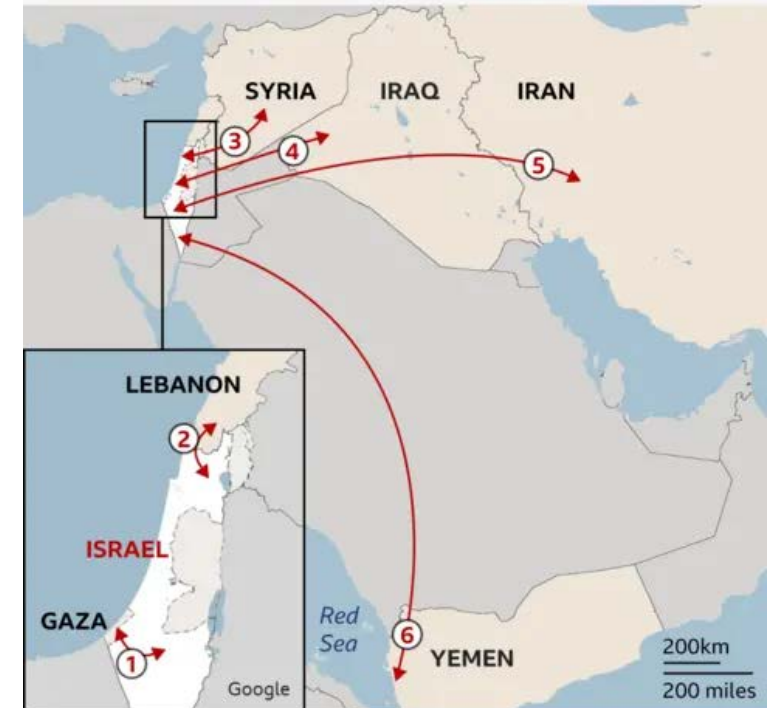 SYRIA
IRAQ
IRAN
3
4
5
LEBANON
2
ISRAEL
GAZA
1
Google
Red
Sea
6
YEMEN
200km
200 miles